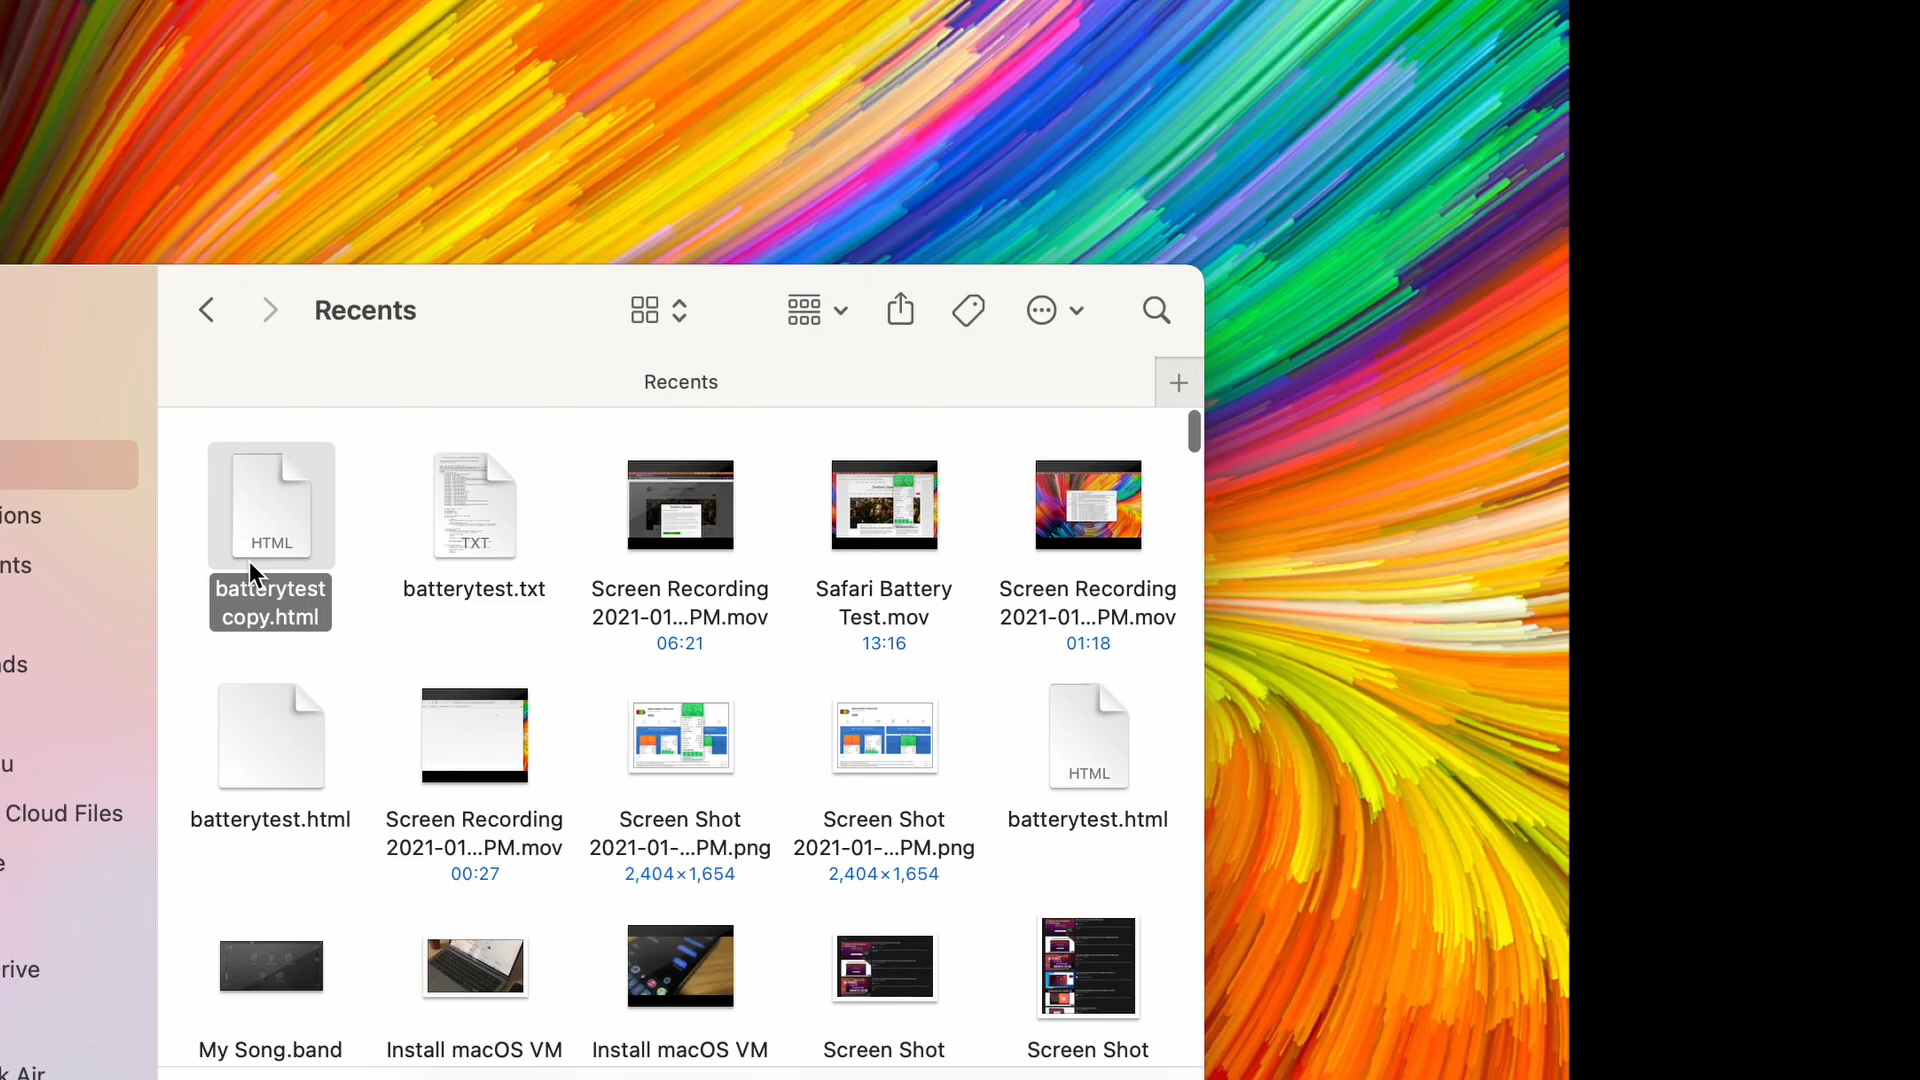 Recents
Recents
ions
nts
ads
u
Cloud Files
e
rive
k Air
HTML
TXT
batterytest
copy.html
batterytest.txt
Screen Recording
2021-01...PM.mov
06:21
Safari Battery
Test.mov
13:16
Screen Recording
2021-01...PM.mov
01:18
HTML
batterytest.html
Screen Recording
2021-01...PM.mov
00:27
Screen Shot
2021-01-...PM.png
2,404×1,654
Screen Shot
2021-01-...PM.png
2,404×1,654
batterytest.html
My Song.band
Install macOS VM
Install macOS VM
Screen Shot
Screen Shot